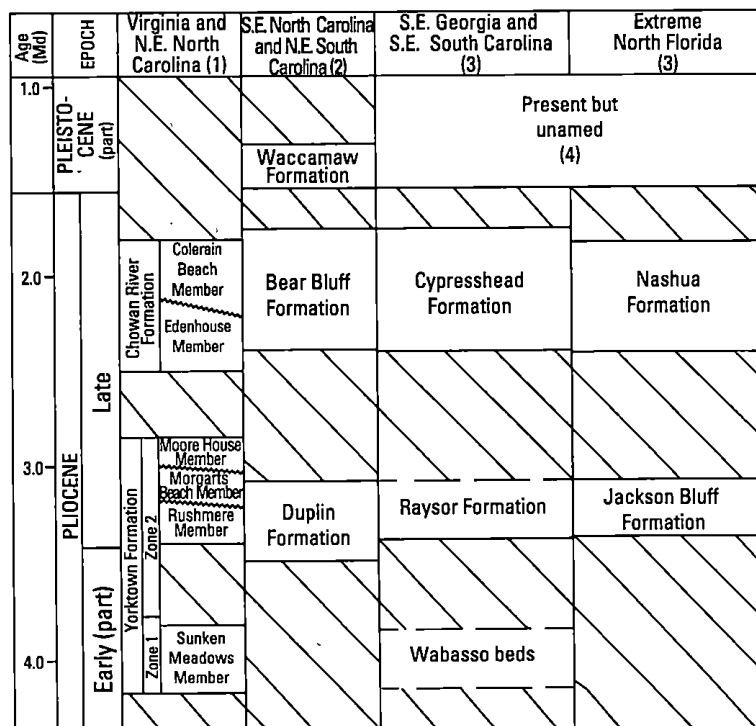 Age
(Md)
EPOCH
Virginia and
N.E. North
Carolina (1)
S.E. North Carolina
and N.E. South
Carolina (2)
S.E. Georgia and
S.E. South Carolina
(3)
Extreme
North Florida
(3)
1.0
2.0
3.0
4.0
PLEISTO-
CENE
(part)
PLIOCENE
Late
Early (part)
Chowan River
Formation
Colerain
Beach
Member
Edenhouse
Member
Yorktown Formation
Zone 2
Moore House
Member
Morgarts
Beach Member
Rushmere
Member
Zone 1
Sunken
Meadows
Member
Waccamaw
Formation
Bear Bluff
Formation
Duplin
Formation
Present but
unamed
(4)
Cypresshead
Formation
Raysor Formation
Wabasso beds
Nashua
Formation
Jackson Bluff
Formation